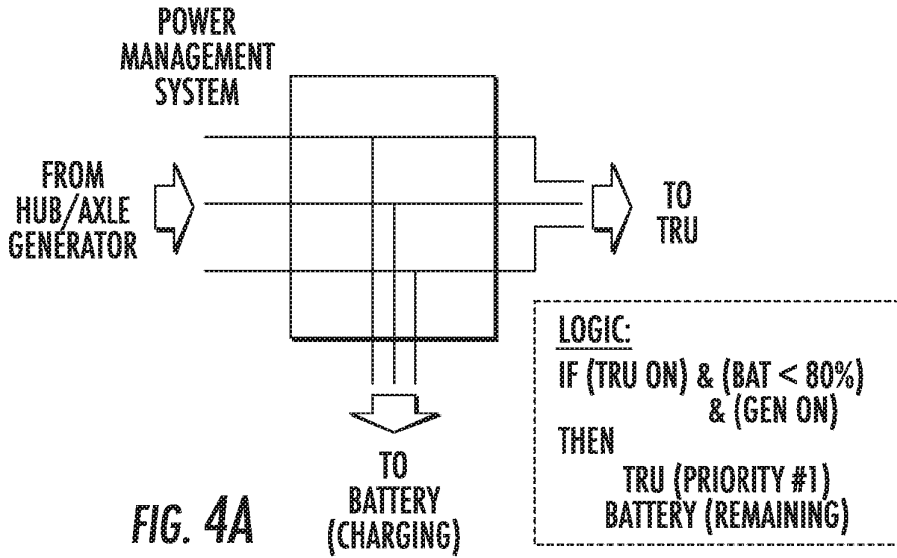 POWER
MANAGEMENT
SYSTEM
FROM
HUB/AXLE
GENERATOR
TO
TRU
TO
BATTERY
(CHARGING)
LOGIC:
IF (TRU ON) & (BAT < 80%)
& (GEN ON)
THEN
TRU (PRIORITY #1)
BATTERY (REMAINING)
FIG. 4A